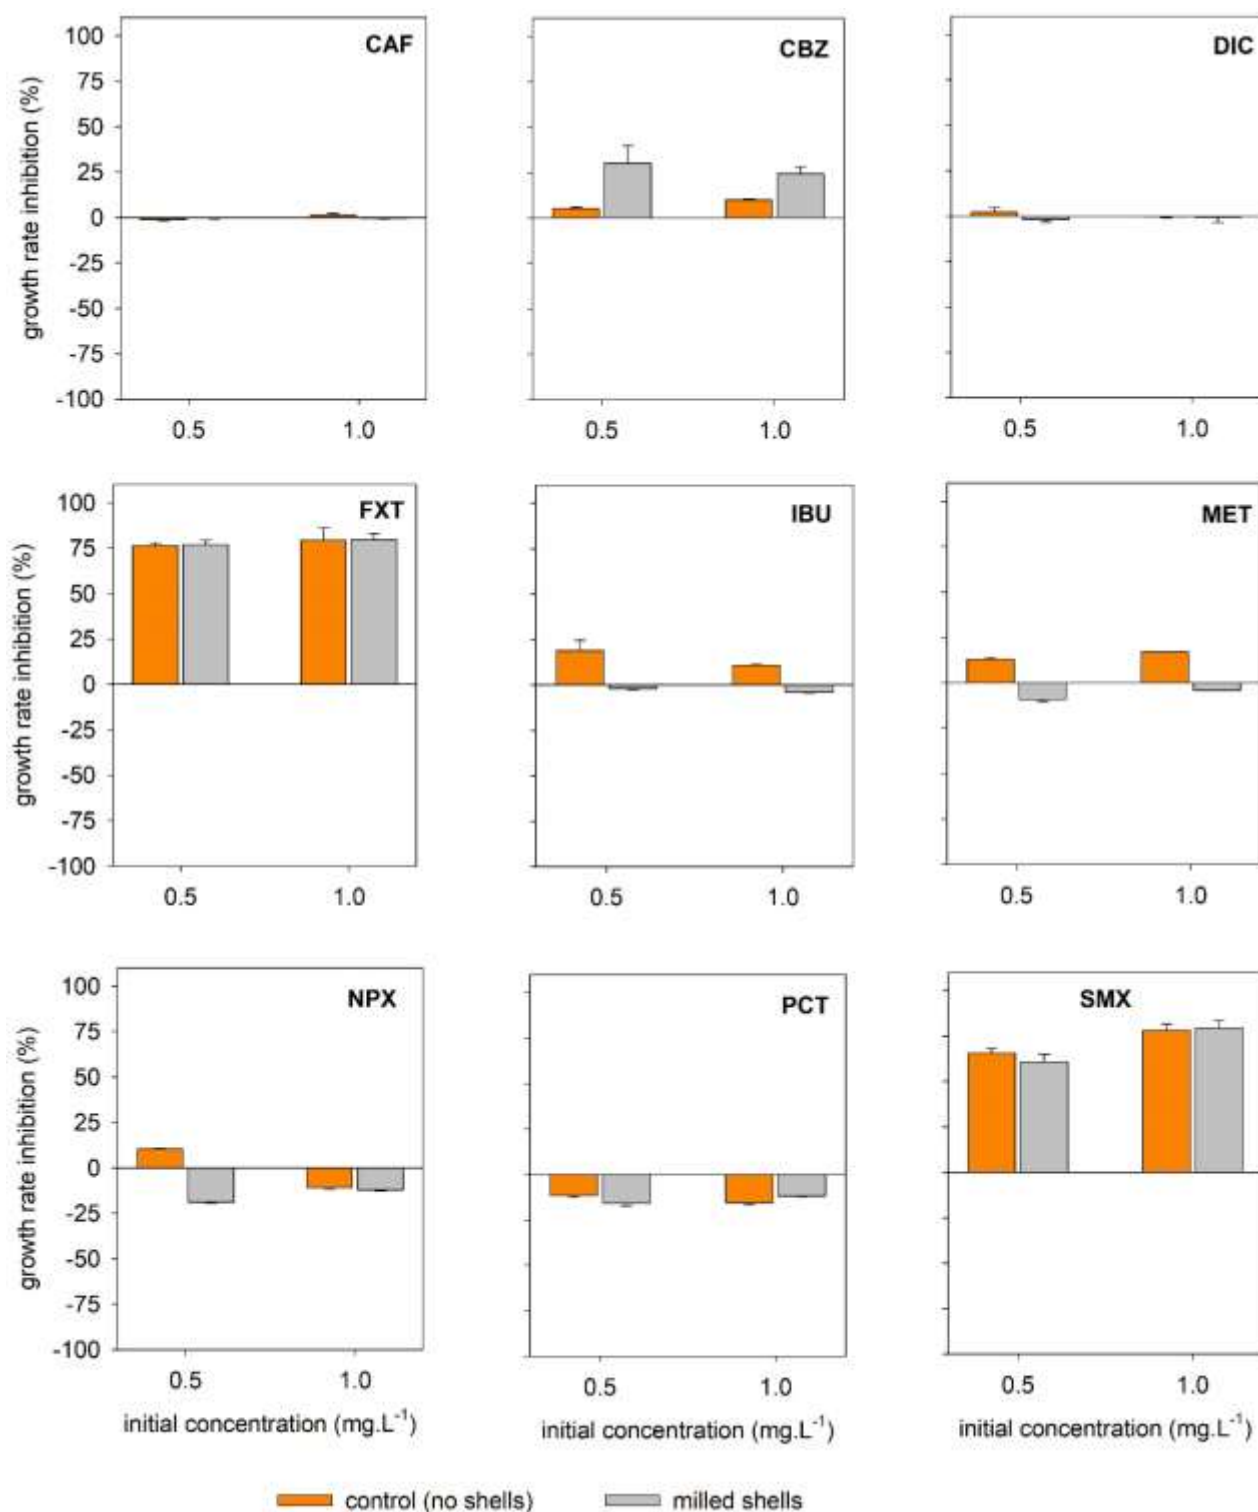 CAF
CBZ
DIC
growth rate inhibition (%)
100
75
50
25
0
-25
-50
-75
-100
0.5 1.0
0.5 1.0
0.5 1.0
FXT
IBU
MET
growth rate inhibition (%)
100
75
50
25
0
-25
-50
-75
-100
0.5 1.0
0.5 1.0
0.5 1.0
NPX
PCT
SMX
growth rate inhibition (%)
100
75
50
25
0
-25
-50
-75
-100
0.5 1.0
0.5 1.0
0.5 1.0
initial concentration (mg.L⁻¹)
initial concentration (mg.L⁻¹)
initial concentration (mg.L⁻¹)
control (no shells)
milled shells